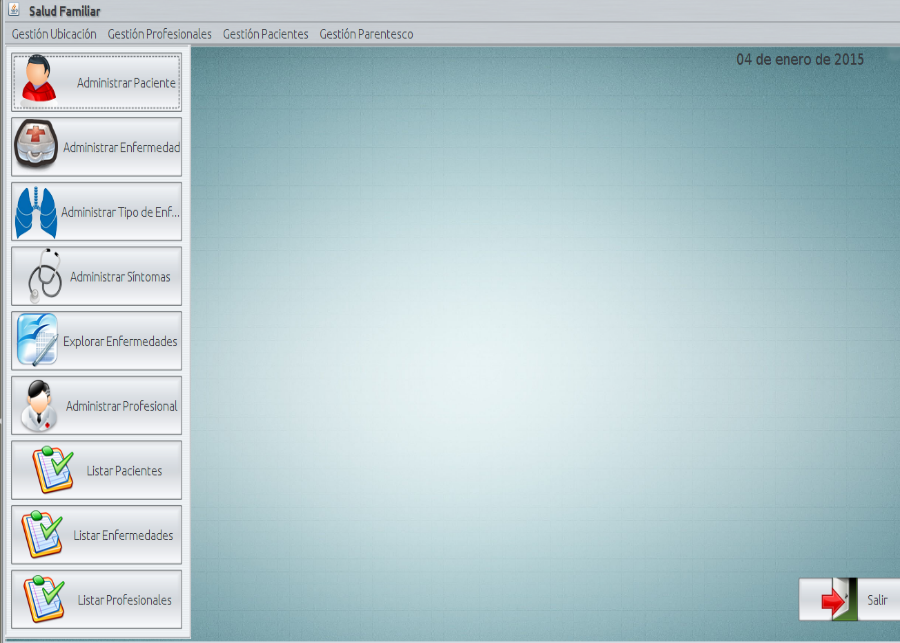 Salud Familiar
Gestión Ubicación Gestión Profesionales Gestión Pacientes Gestión Parentesco
04 de enero de 2015
Administrar Paciente
Administrar Enfermedad
Administrar Tipo de Enf...
Administrar Síntomas
Explorar Enfermedades
Administrar Profesional
Listar Pacientes
Listar Enfermedades
Listar Profesionales
Salir